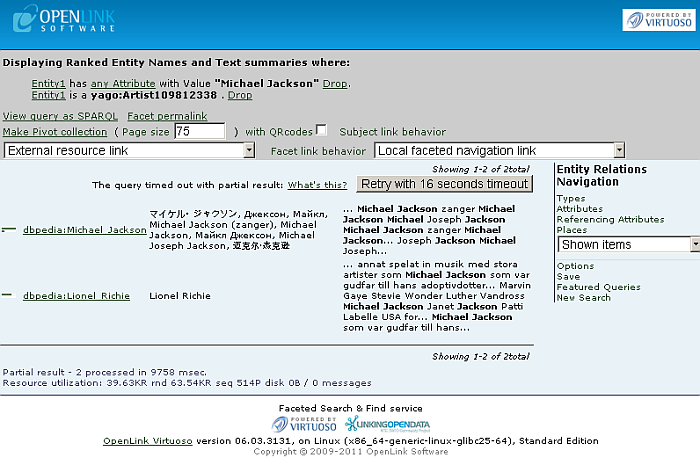 OPENLINK
SOFTWARE
POWERED BY
VIRTUOSO
Displaying Ranked Entity Names and Text summaries where:
Entity1 has any Attribute with Value "Michael Jackson" Drop.
Entity1 is a yago:Artist109812338 . Drop
View query as SPARQL Facet permalink
Make Pivot collection ( Page size 75 ) with QRcodes Subject link behavior
External resource link Facet link behavior Local faceted navigation link
Showing 1-2 of 2total
The query timed out with partial result: What's this? Retry with 16 seconds timeout
dbpedia:Michael_Jackson
マイケル・ジャクソン, Джексон, Майкл,
Michael Jackson (zanger), Michael
Jackson, Майкл Джексон, Michael
Joseph Jackson, 迈克尔·杰克逊
... Michael Jackson zanger Michael
Jackson Michael Joseph Jackson
Michael Jackson zanger Michael
Jackson... Joseph Jackson Michael
Joseph...
dbpedia:Lionel_Richie
Lionel Richie
... annat spelat in musik med stora
artister som Michael Jackson som var
gudfar till hans adoptivdotter... Marvin
Gaye Stevie Wonder Luther Vandross
Michael Jackson Janet Jackson Patti
Labelle USA for... Michael Jackson
som var gudfar till hans...
Showing 1-2 of 2total
Entity Relations
Navigation
Types
Attributes
Referencing Attributes
Places
Shown items
Options
Save
Featured Queries
New Search
Partial result - 2 processed in 9758 msec.
Resource utilization: 39.63KR rnd 63.54KR seq 514P disk 0B / 0 messages
Faceted Search & Find service
POWERED BY
VIRTUOSO
LINKINGOPENDATA
OpenLink Virtuoso version 06.03.3131, on Linux (x86_64-generic-linux-glibc25-64), Standard Edition
Copyright © 2009-2011 OpenLink Software